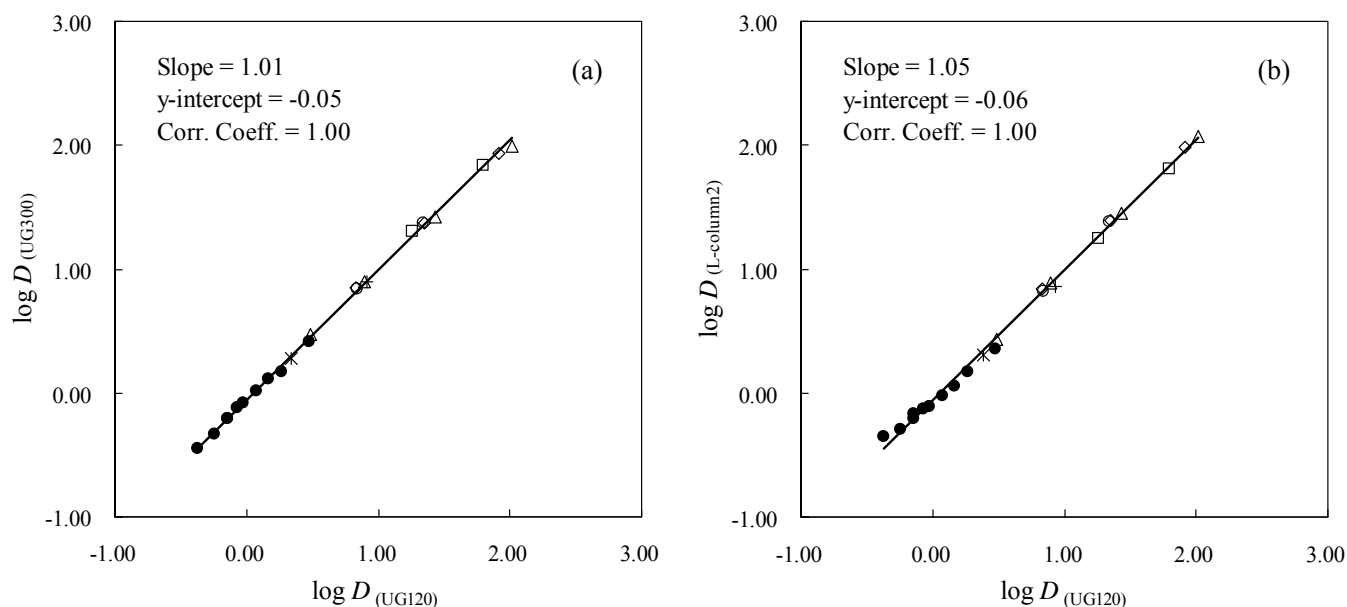 3.00
Slope = 1.01
(a)
y-intercept = -0.05
Corr. Coeff. = 1.00
2.00
log D (UG300)
1.00
0.00
-1.00
-1.00 0.00 1.00 2.00 3.00
log D (UG120)
3.00
Slope = 1.05
(b)
y-intercept = -0.06
Corr. Coeff. = 1.00
2.00
log D (L-column2)
1.00
0.00
-1.00
-1.00 0.00 1.00 2.00 3.00
log D (UG120)